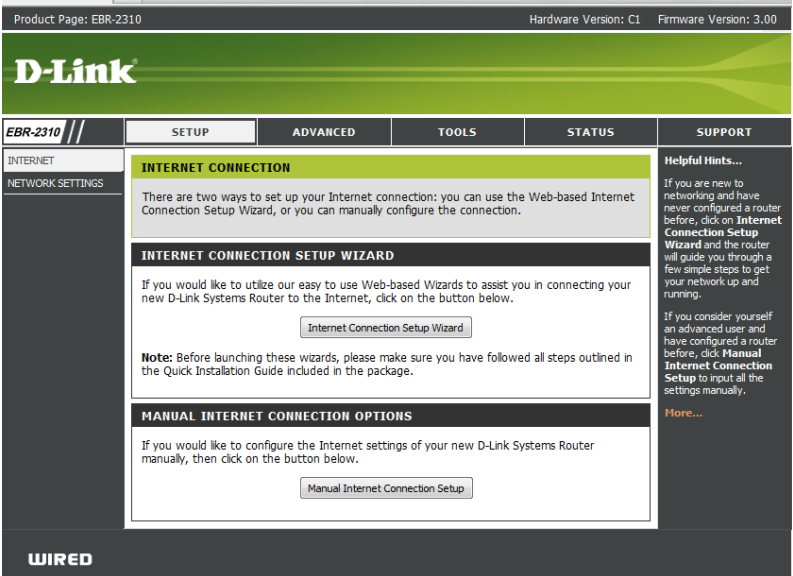 Product Page: EBR-2310 Hardware Version: C1 Firmware Version: 3.00
D-Link®
EBR-2310 SETUP ADVANCED TOOLS STATUS SUPPORT
INTERNET
NETWORK SETTINGS
INTERNET CONNECTION
There are two ways to set up your Internet connection: you can use the Web-based Internet
Connection Setup Wizard, or you can manually configure the connection.
INTERNET CONNECTION SETUP WIZARD
If you would like to utilize our easy to use Web-based Wizards to assist you in connecting your
new D-Link Systems Router to the Internet, click on the button below.
Internet Connection Setup Wizard
Note: Before launching these wizards, please make sure you have followed all steps outlined in
the Quick Installation Guide included in the package.
MANUAL INTERNET CONNECTION OPTIONS
If you would like to configure the Internet settings of your new D-Link Systems Router
manually, then click on the button below.
Manual Internet Connection Setup
Helpful Hints...
If you are new to
networking and have
never configured a router
before, click on Internet
Connection Setup
Wizard and the router
will guide you through a
few simple steps to get
your network up and
running.
If you consider yourself
an advanced user and
have configured a router
before, click Manual
Internet Connection
Setup to input all the
settings manually.
More...
WIRED